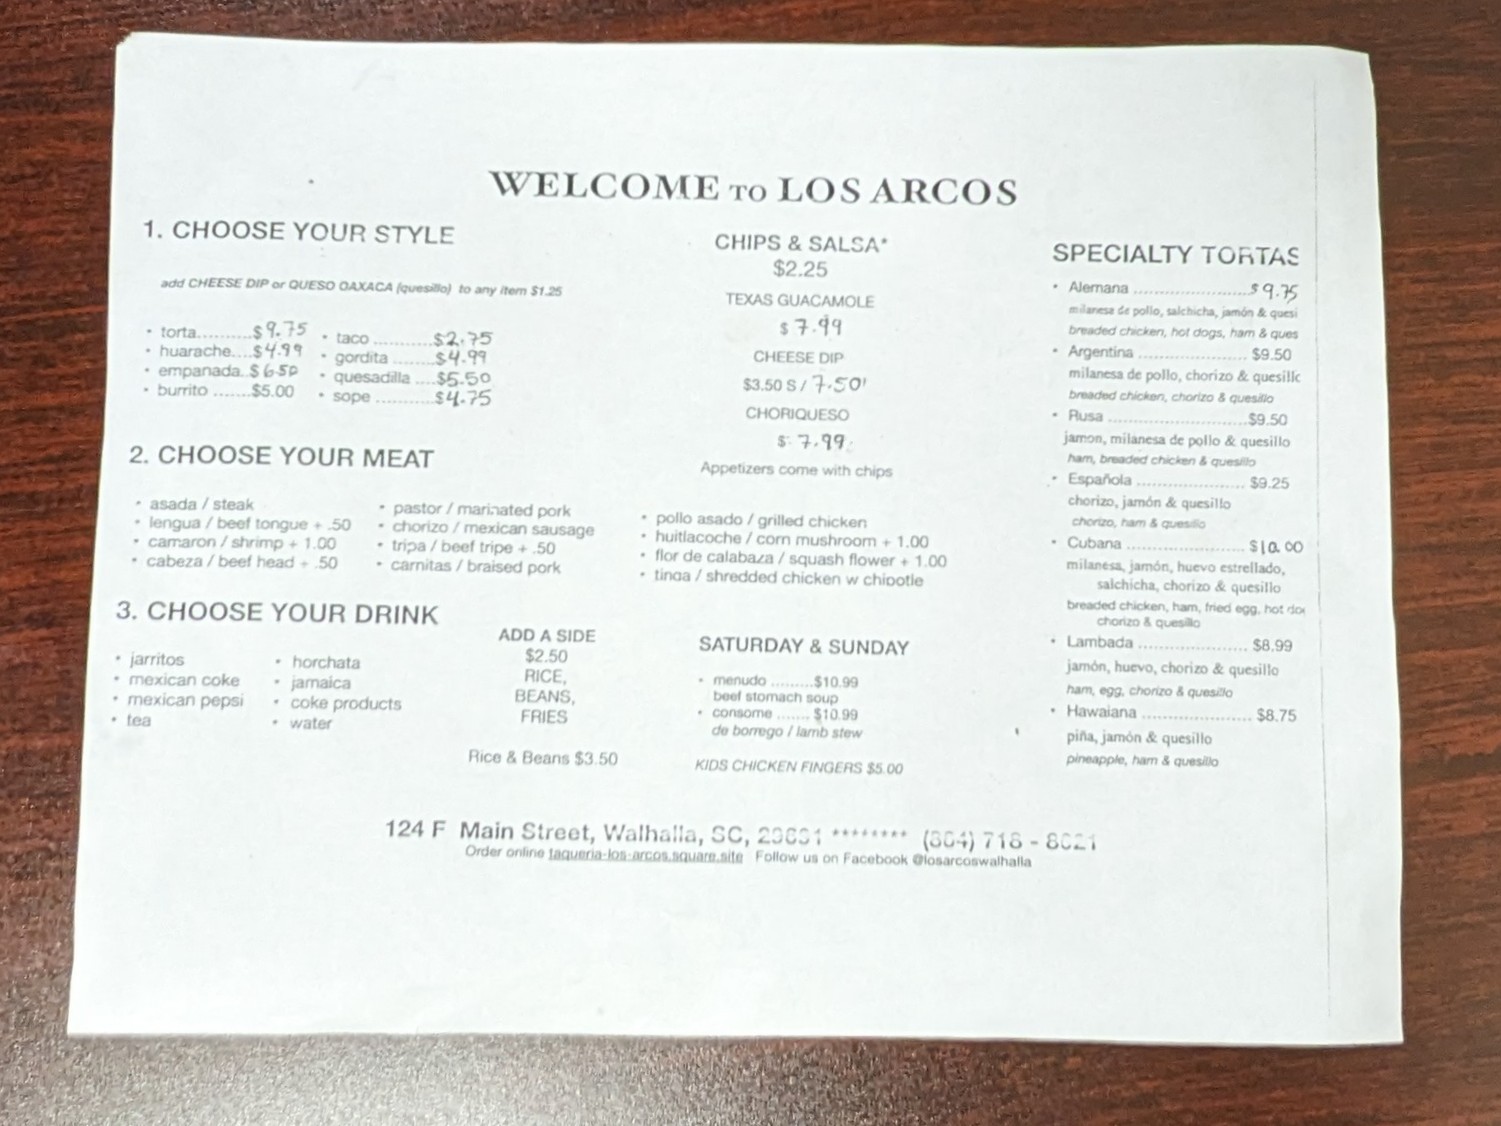 WELCOME TO LOS ARCOS
1. CHOOSE YOUR STYLE
add CHEESE DIP or QUESO OAXACA (quesillo) to any item $1.25
• torta.......... $9.75
• huarache.... $4.99
• empanada.. $6.50
• burrito ....... $5.00
• taco ........... $2.75
• gordita ........ $4.99
• quesadilla .... $5.50
• sope ........... $4.75
2. CHOOSE YOUR MEAT
• asada / steak
• lengua / beef tongue + .50
• camaron / shrimp + 1.00
• cabeza / beef head + .50
• pastor / marinated pork
• chorizo / mexican sausage
• tripa / beef tripe + .50
• carnitas / braised pork
• pollo asado / grilled chicken
• huitlacoche / corn mushroom + 1.00
• flor de calabaza / squash flower + 1.00
• tinga / shredded chicken w chipotle
3. CHOOSE YOUR DRINK
• jarritos
• mexican coke
• mexican pepsi
• tea
• horchata
• jamaica
• coke products
• water
ADD A SIDE
$2.50
RICE,
BEANS,
FRIES
Rice & Beans $3.50
CHIPS & SALSA*
$2.25
TEXAS GUACAMOLE
$ 7.99
CHEESE DIP
$3.50 S / 7.50
CHORIQUESO
$ 7.99
Appetizers come with chips
SATURDAY & SUNDAY
• menudo ......... $10.99
beef stomach soup
• consome ....... $10.99
de borrego / lamb stew
KIDS CHICKEN FINGERS $5.00
SPECIALTY TORTAS
• Alemana ...................... $9.75
milanesa de pollo, salchicha, jamón & quesi
breaded chicken, hot dogs, ham & ques
• Argentina .................... $9.50
milanesa de pollo, chorizo & quesillo
breaded chicken, chorizo & quesillo
• Rusa .......................... $9.50
jamon, milanesa de pollo & quesillo
ham, breaded chicken & quesillo
• Española .................... $9.25
chorizo, jamón & quesillo
chorizo, ham & quesillo
• Cubana ...................... $10.00
milanesa, jamón, huevo estrellado,
salchicha, chorizo & quesillo
breaded chicken, ham, fried egg, hot dog
chorizo & quesillo
• Lambada .................... $8.99
jamón, huevo, chorizo & quesillo
ham, egg, chorizo & quesillo
• Hawaiana .................... $8.75
piña, jamón & quesillo
pineapple, ham & quesillo
124 F Main Street, Walhalla, SC, ********
Order online taqueria-los-arcos.square.site Follow us on Facebook @losarcoswalhalla